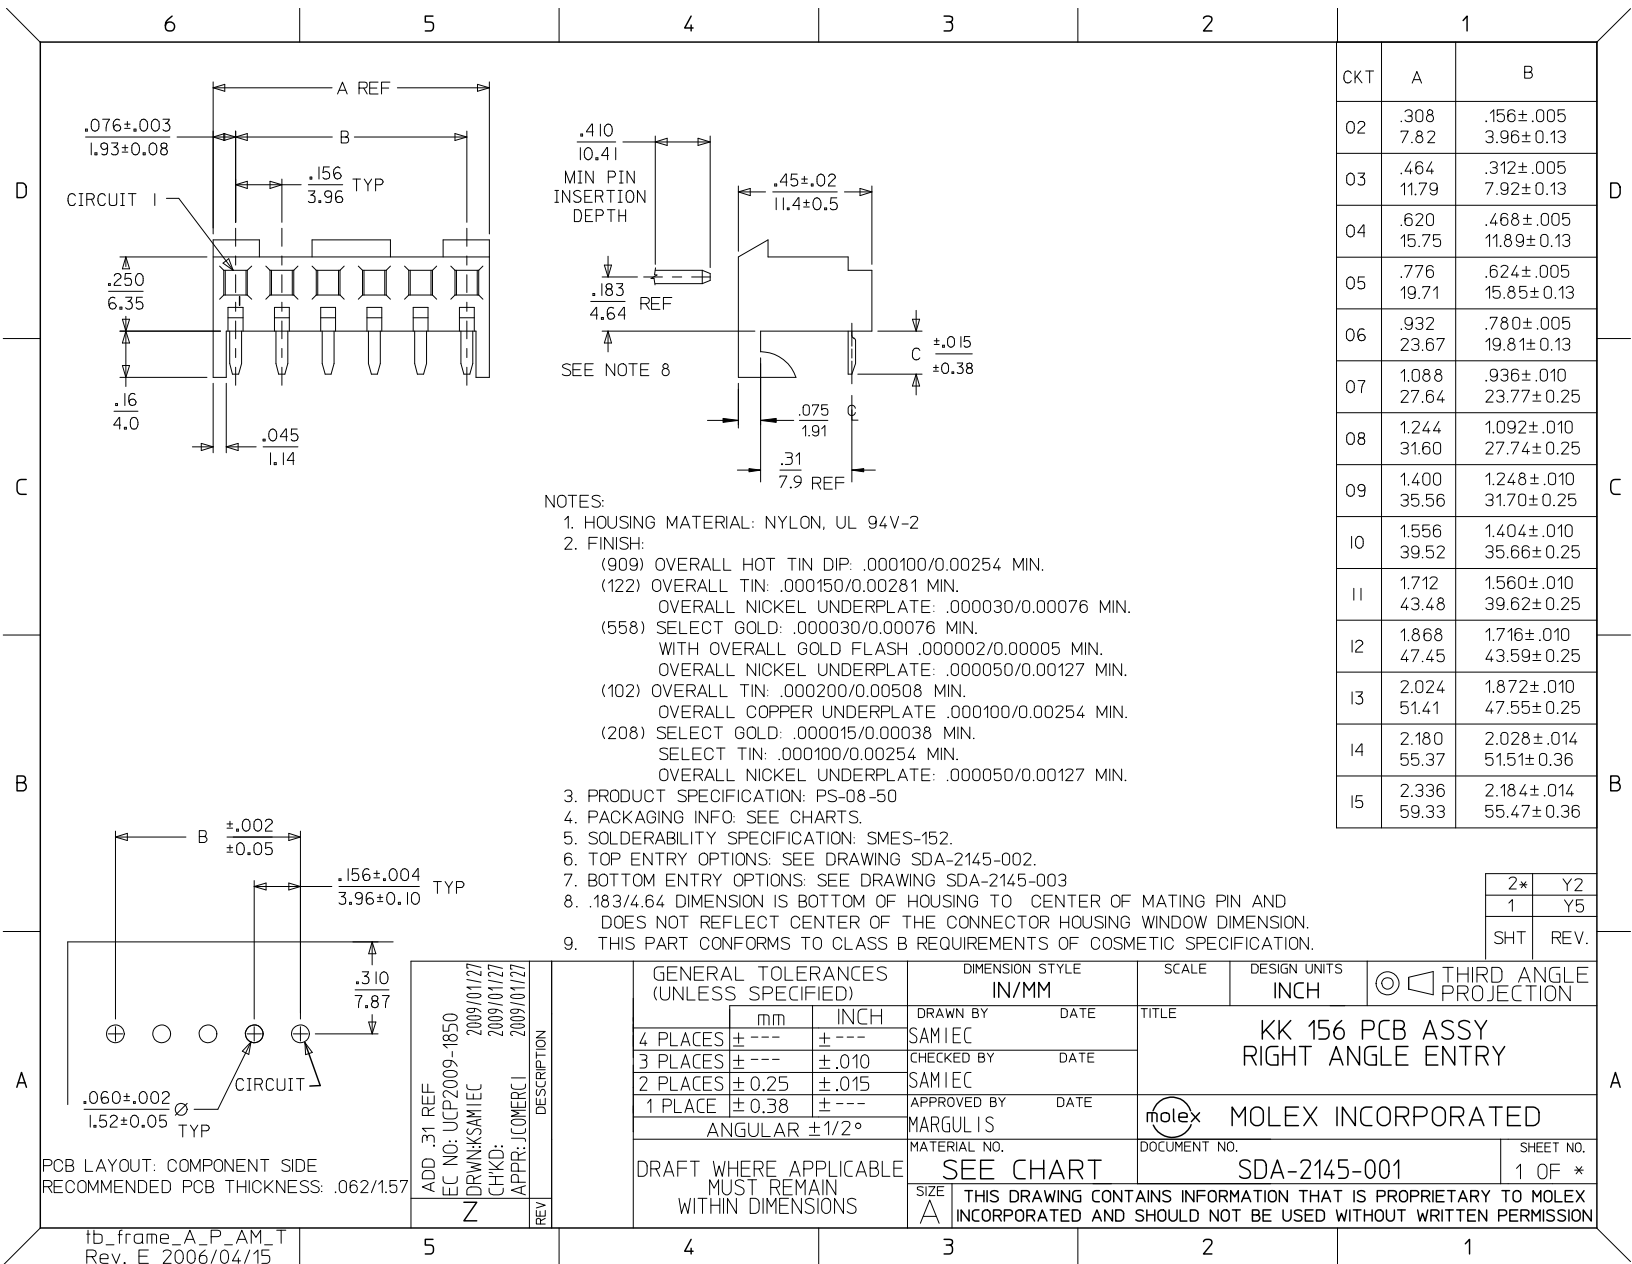 6 5 4 3 2 1
D
C
B
A
D
C
B
A
A REF
.076±.003
1.93±0.08
B
.156 TYP
3.96
CIRCUIT 1
.250
6.35
.16
4.0
.045
1.14
.410
10.41
MIN PIN
INSERTION
DEPTH
.183 REF
4.64
SEE NOTE 8
.45±.02
11.4±0.5
C ±.015
±0.38
.075 ℄
1.91
.31
7.9 REF
CKT A B
02 .308 .156±.005
7.82 3.96±0.13
03 .464 .312±.005
11.79 7.92±0.13
04 .620 .468±.005
15.75 11.89±0.13
05 .776 .624±.005
19.71 15.85±0.13
06 .932 .780±.005
23.67 19.81±0.13
07 1.088 .936±.010
27.64 23.77±0.25
08 1.244 1.092±.010
31.60 27.74±0.25
09 1.400 1.248±.010
35.56 31.70±0.25
10 1.556 1.404±.010
39.52 35.66±0.25
11 1.712 1.560±.010
43.48 39.62±0.25
12 1.868 1.716±.010
47.45 43.59±0.25
13 2.024 1.872±.010
51.41 47.55±0.25
14 2.180 2.028±.014
55.37 51.51±0.36
15 2.336 2.184±.014
59.33 55.47±0.36
NOTES:
1. HOUSING MATERIAL: NYLON, UL 94V-2
2. FINISH:
(909) OVERALL HOT TIN DIP: .000100/0.00254 MIN.
(122) OVERALL TIN: .000150/0.00281 MIN.
OVERALL NICKEL UNDERPLATE: .000030/0.00076 MIN.
(558) SELECT GOLD: .000030/0.00076 MIN.
WITH OVERALL GOLD FLASH .000002/0.00005 MIN.
OVERALL NICKEL UNDERPLATE: .000050/0.00127 MIN.
(102) OVERALL TIN: .000200/0.00508 MIN.
OVERALL COPPER UNDERPLATE .000100/0.00254 MIN.
(208) SELECT GOLD: .000015/0.00038 MIN.
SELECT TIN: .000100/0.00254 MIN.
OVERALL NICKEL UNDERPLATE: .000050/0.00127 MIN.
3. PRODUCT SPECIFICATION: PS-08-50
4. PACKAGING INFO: SEE CHARTS.
5. SOLDERABILITY SPECIFICATION: SMES-152.
6. TOP ENTRY OPTIONS: SEE DRAWING SDA-2145-002.
7. BOTTOM ENTRY OPTIONS: SEE DRAWING SDA-2145-003
8. .183/4.64 DIMENSION IS BOTTOM OF HOUSING TO CENTER OF MATING PIN AND
DOES NOT REFLECT CENTER OF THE CONNECTOR HOUSING WINDOW DIMENSION.
9. THIS PART CONFORMS TO CLASS B REQUIREMENTS OF COSMETIC SPECIFICATION.
B ±.002
±0.05
.156±.004 TYP
3.96±0.10
.310
7.87
CIRCUIT
.060±.002 Ø
1.52±0.05 TYP
PCB LAYOUT: COMPONENT SIDE
RECOMMENDED PCB THICKNESS: .062/1.57
2* Y2
1 Y5
SHT REV.
ADD .31 REF
EC NO: UCP2009-1850
DRWN:KSAMIEC 2009/01/27
CH'KD: 2009/01/27
APPR:JCOMERCI 2009/01/27
Z
DESCRIPTION
REV
GENERAL TOLERANCES
(UNLESS SPECIFIED)
mm INCH
4 PLACES ± --- ± ---
3 PLACES ± --- ±.010
2 PLACES ± 0.25 ±.015
1 PLACE ± 0.38 ± ---
ANGULAR ±1/2°
DRAFT WHERE APPLICABLE
MUST REMAIN
WITHIN DIMENSIONS
DIMENSION STYLE
IN/MM
SCALE
DESIGN UNITS
INCH
THIRD ANGLE
PROJECTION
DRAWN BY DATE
SAMIEC
CHECKED BY DATE
SAMIEC
APPROVED BY DATE
MARGULIS
TITLE
KK 156 PCB ASSY
RIGHT ANGLE ENTRY
molex MOLEX INCORPORATED
MATERIAL NO.
SEE CHART
DOCUMENT NO.
SDA-2145-001
SHEET NO.
1 OF *
SIZE
A
THIS DRAWING CONTAINS INFORMATION THAT IS PROPRIETARY TO MOLEX
INCORPORATED AND SHOULD NOT BE USED WITHOUT WRITTEN PERMISSION
tb_frame_A_P_AM_T
Rev. E 2006/04/15
5 4 3 2 1